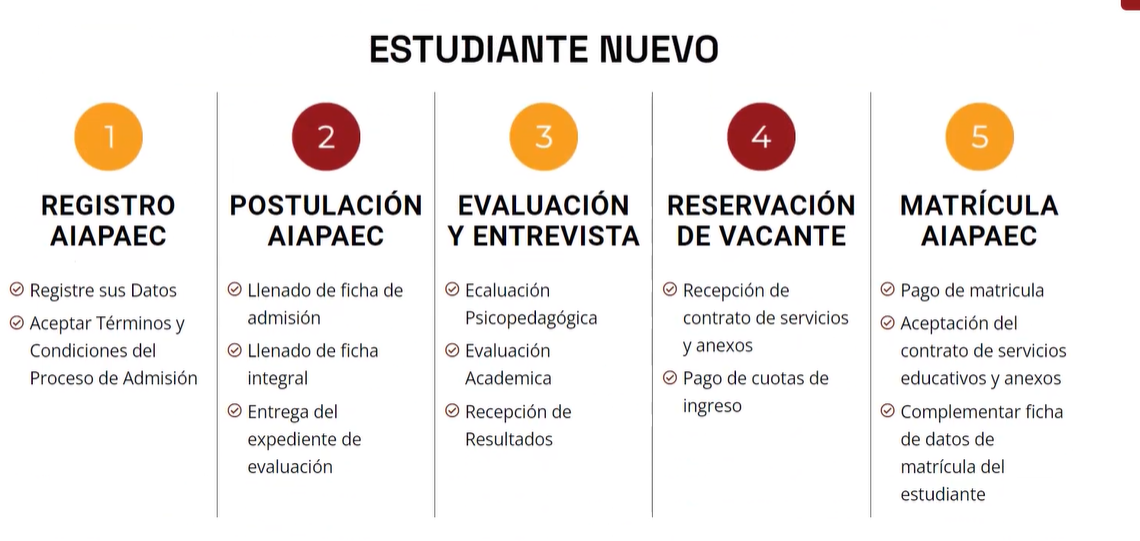 ESTUDIANTE NUEVO
1
REGISTRO
AIAPAEC
Registre sus Datos
Aceptar Términos y
Condiciones del
Proceso de Admisión
2
POSTULACIÓN
AIAPAEC
Llenado de ficha de
admisión
Llenado de ficha
integral
Entrega del
expediente de
evaluación
3
EVALUACIÓN
Y ENTREVISTA
Ecaluación
Psicopedagógica
Evaluación
Academica
Recepción de
Resultados
4
RESERVACIÓN
DE VACANTE
Recepción de
contrato de servicios
y anexos
Pago de cuotas de
ingreso
5
MATRÍCULA
AIAPAEC
Pago de matricula
Aceptación del
contrato de servicios
educativos y anexos
Complementar ficha
de datos de
matrícula del
estudiante